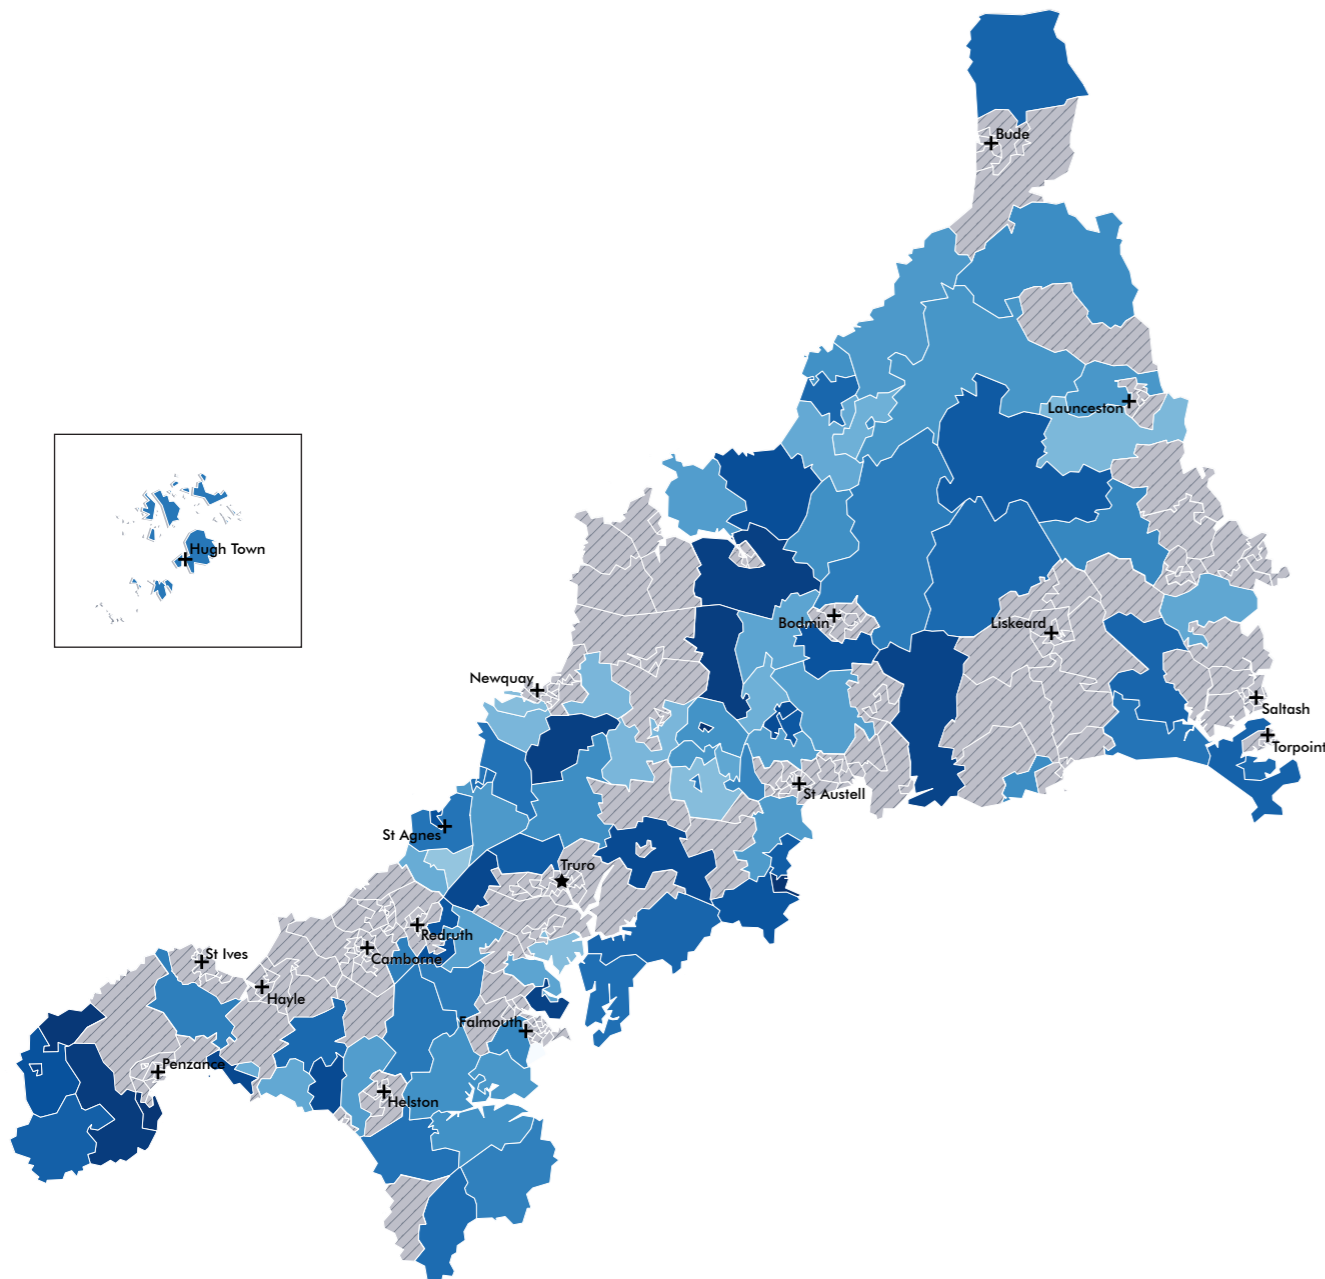 Bude
Launceston
Hugh Town
Bodmin
Liskeard
Newquay
Saltash
Torpoint
St Austell
St Agnes
Truro
Redruth
St Ives
Camborne
Hayle
Falmouth
Penzance
Helston